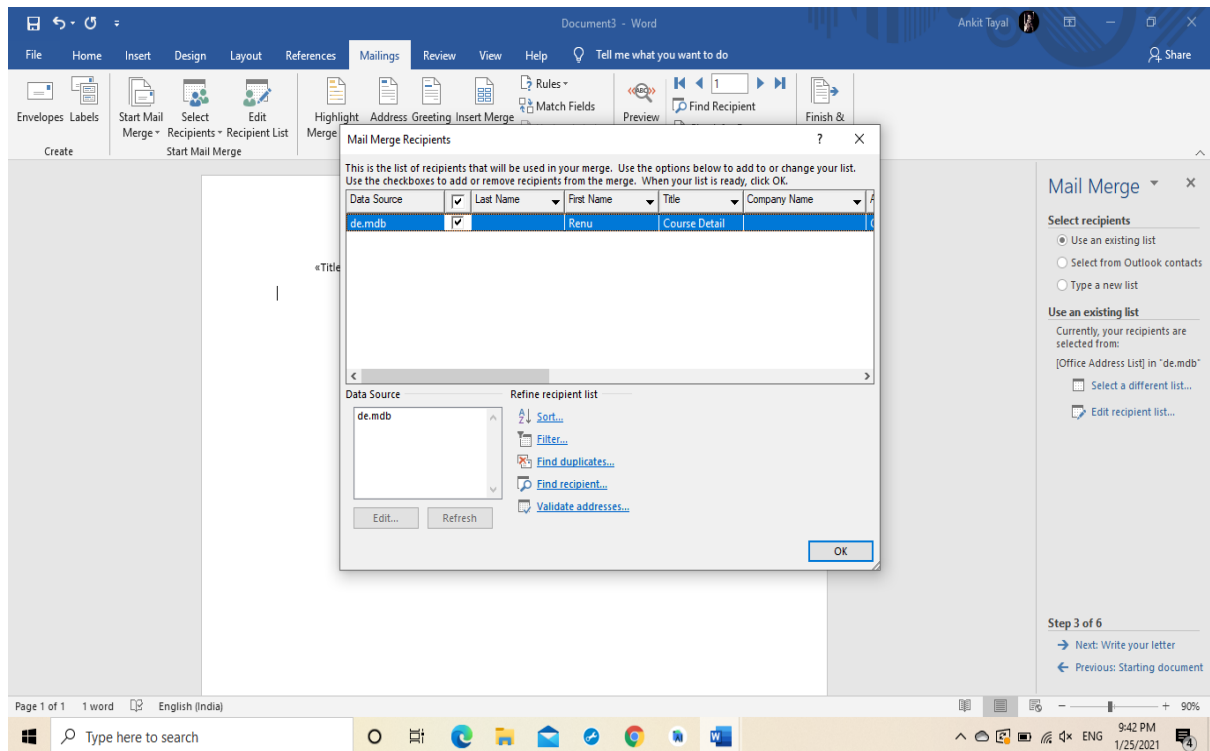 Document3 - Word
Ankit Tayal
File Home Insert Design Layout References Mailings Review View Help Tell me what you want to do
Share
Envelopes Labels
Create
Start Mail Merge
Select Recipients
Edit Recipient List
Start Mail Merge
Highlight Merge
Address
Greeting
Insert Merge
Rules
Match Fields
«ABC»
Preview
1
Find Recipient
Finish &
Mail Merge Recipients
? X
This is the list of recipients that will be used in your merge. Use the options below to add to or change your list.
Use the checkboxes to add or remove recipients from the merge. When your list is ready, click OK.
Data Source Last Name First Name Title Company Name
de.mdb Renu Course Detail
Data Source
de.mdb
Edit... Refresh
Refine recipient list
Sort...
Filter...
Find duplicates...
Find recipient...
Validate addresses...
OK
«Title
Mail Merge
Select recipients
Use an existing list
Select from Outlook contacts
Type a new list
Use an existing list
Currently, your recipients are
selected from:
[Office Address List] in "de.mdb"
Select a different list...
Edit recipient list...
Step 3 of 6
Next: Write your letter
Previous: Starting document
Page 1 of 1 1 word English (India)
90%
Type here to search
ENG
9:42 PM
1/25/2021
4